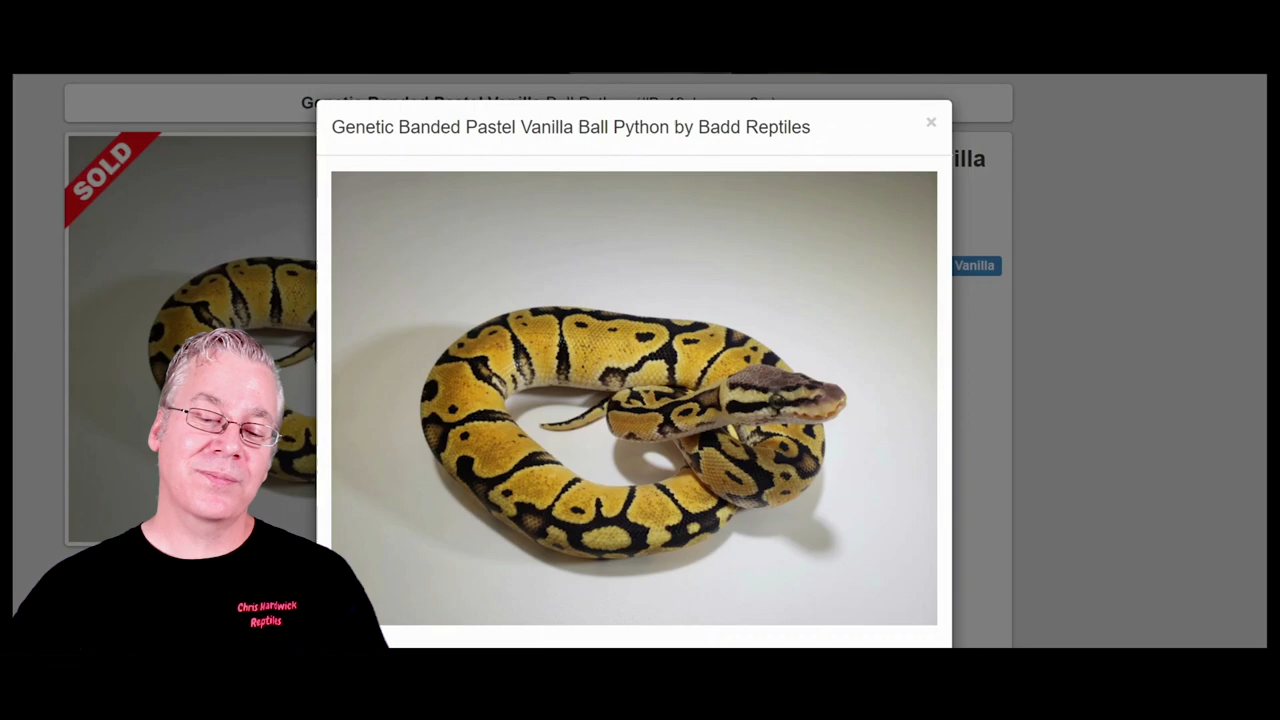 Genetic Banded Pastel Vanilla Ball Python by Badd Reptiles
×
SOLD
illa
Vanilla
Chris Hardwick
Reptiles